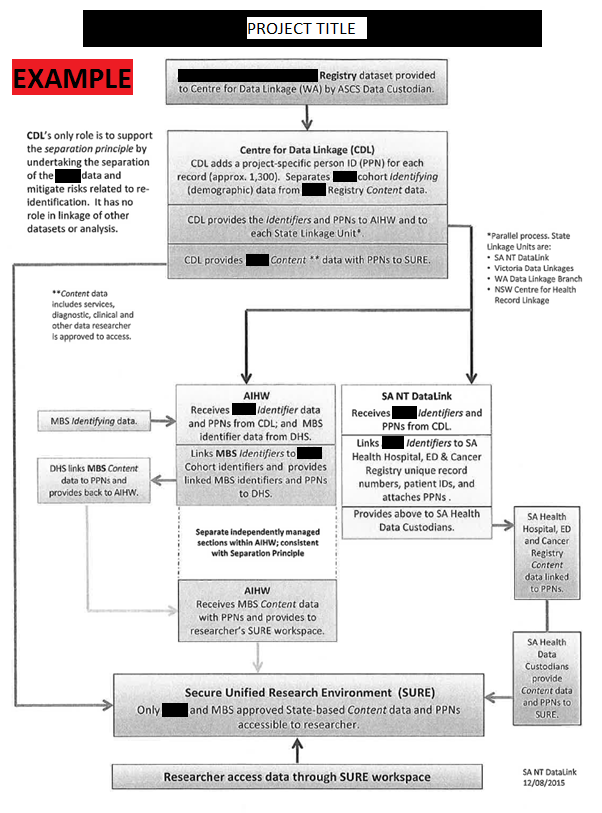 PROJECT TITLE
EXAMPLE
Registry dataset provided
to Centre for Data Linkage (WA) by ASCS Data Custodian.
CDL's only role is to support
the separation principle by
undertaking the separation
of the data and
mitigate risks related to re-
identification. It has no
role in linkage of other
datasets or analysis.
Centre for Data Linkage (CDL)
CDL adds a project-specific person ID (PPN) for each
record (approx. 1,300). Separates cohort Identifying
(demographic) data from Registry Content data.
CDL provides the Identifiers and PPNs to AIHW and to
each State Linkage Unit*.
CDL provides Content ** data with PPNs to SURE.
*Parallel process. State
Linkage Units are:
• SA NT DataLink
• Victoria Data Linkages
• WA Data Linkage Branch
• NSW Centre for Health
Record Linkage
**Content data
includes services,
diagnostic, clinical and
other data researcher
is approved to access.
MBS Identifying data.
AIHW
Receives Identifier data
and PPNs from CDL; and MBS
identifier data from DHS.
Links MBS Identifiers to
Cohort identifiers and provides
linked MBS identifiers and PPNs
to DHS.
DHS links MBS Content
data to PPNs and
provides back to AIHW.
Separate independently managed
sections within AIHW; consistent
with Separation Principle
AIHW
Receives MBS Content data
with PPNs and provides to
researcher's SURE workspace.
SA NT DataLink
Receives Identifiers and
PPNs from CDL.
Links Identifiers to SA
Health Hospital, ED & Cancer
Registry unique record
numbers, patient IDs, and
attaches PPNs .
Provides above to SA Health
Data Custodians.
SA Health
Hospital, ED
and Cancer
Registry
Content
data linked
to PPNs.
SA Health
Data
Custodians
provide
Content data
and PPNs to
SURE.
Secure Unified Research Environment (SURE)
Only and MBS approved State-based Content data and PPNs
accessible to researcher.
Researcher access data through SURE workspace
SA NT DataLink
12/08/2015